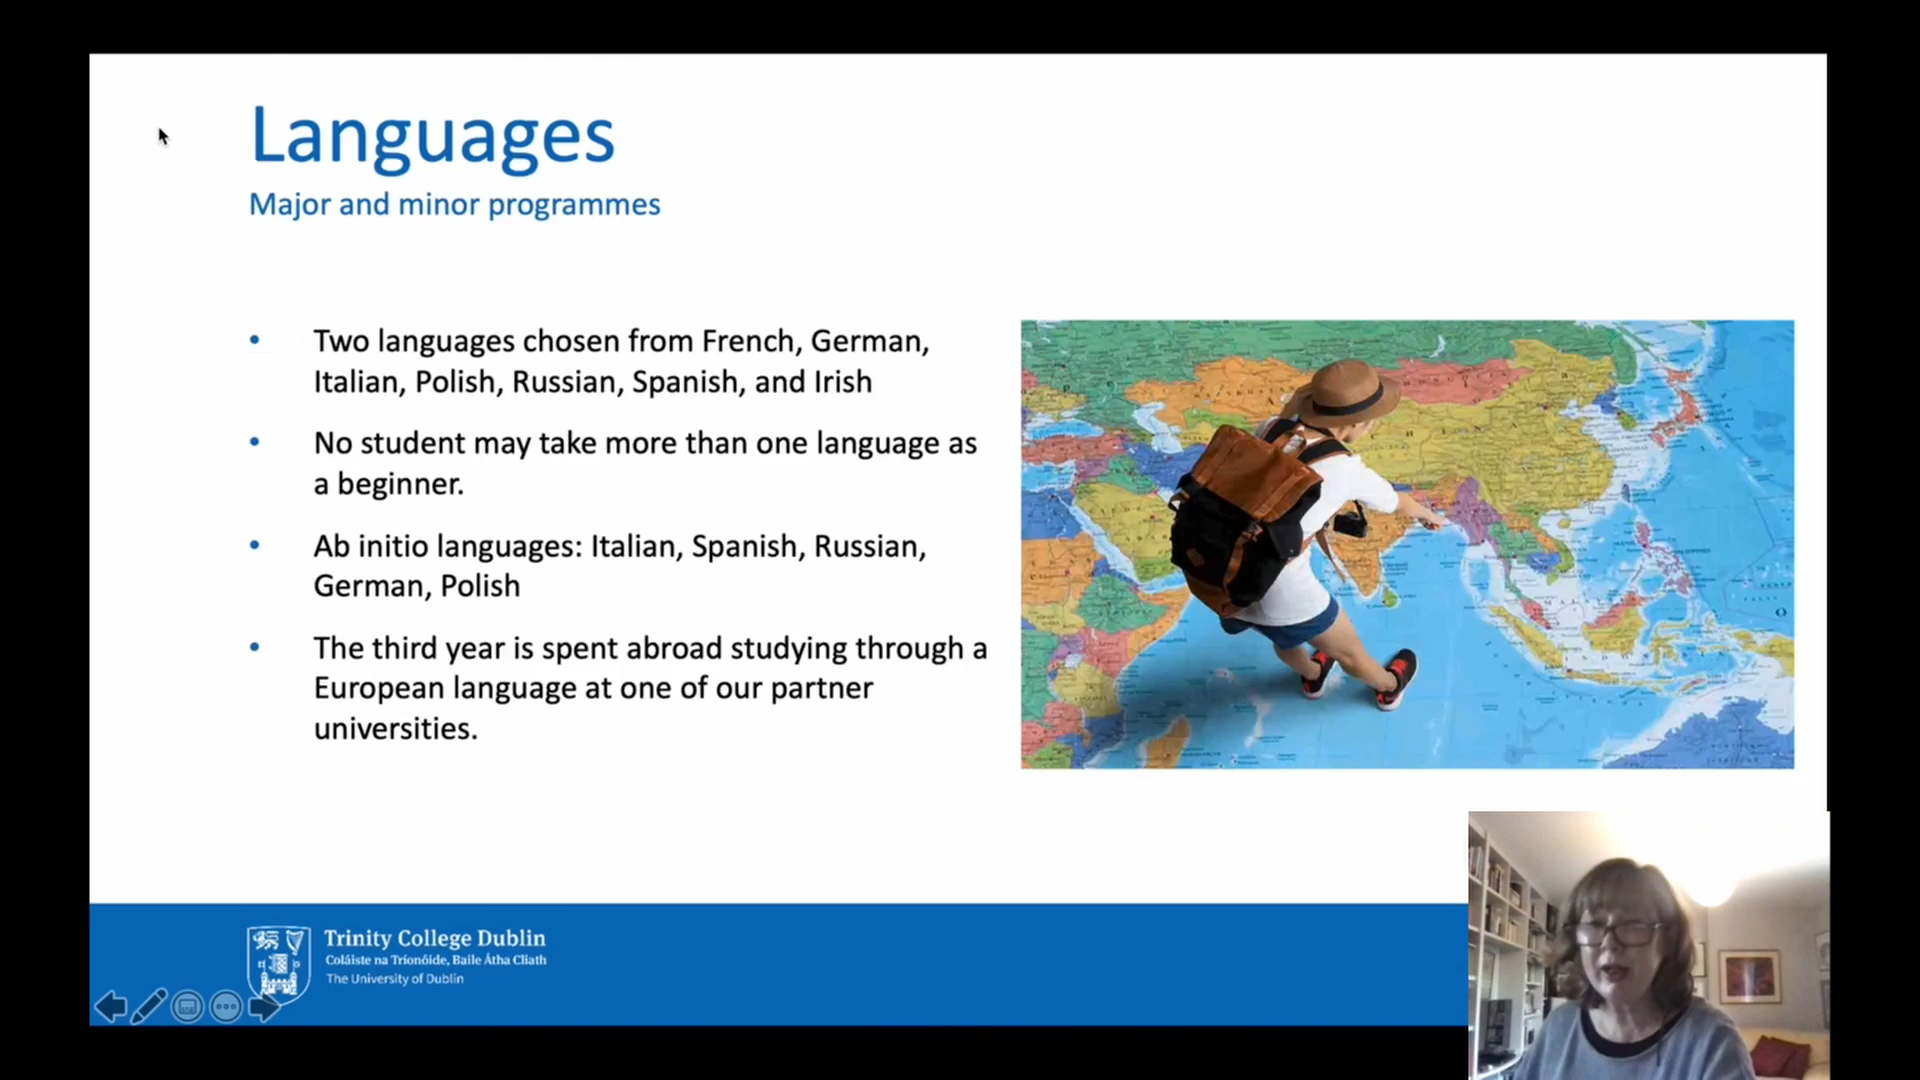 Languages
Major and minor programmes
• Two languages chosen from French, German,
Italian, Polish, Russian, Spanish, and Irish
• No student may take more than one language as
a beginner.
• Ab initio languages: Italian, Spanish, Russian,
German, Polish
• The third year is spent abroad studying through a
European language at one of our partner
universities.
CHINA
Trinity College Dublin
Coláiste na Tríonóide, Baile Átha Cliath
The University of Dublin